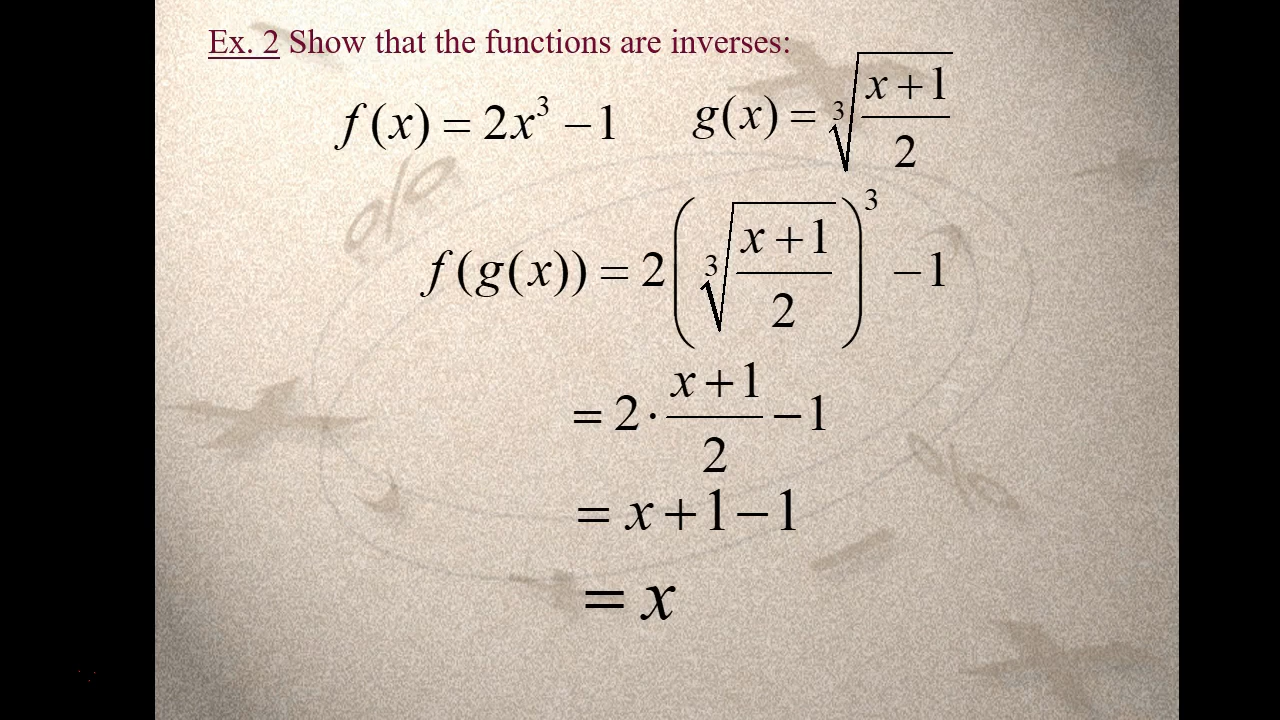 Ex. 2 Show that the functions are inverses:
f(x) = 2x³ − 1 g(x) = ∛((x + 1)/2)
f(g(x)) = 2(∛((x + 1)/2))³ − 1
= 2 · (x + 1)/2 − 1
= x + 1 − 1
= x